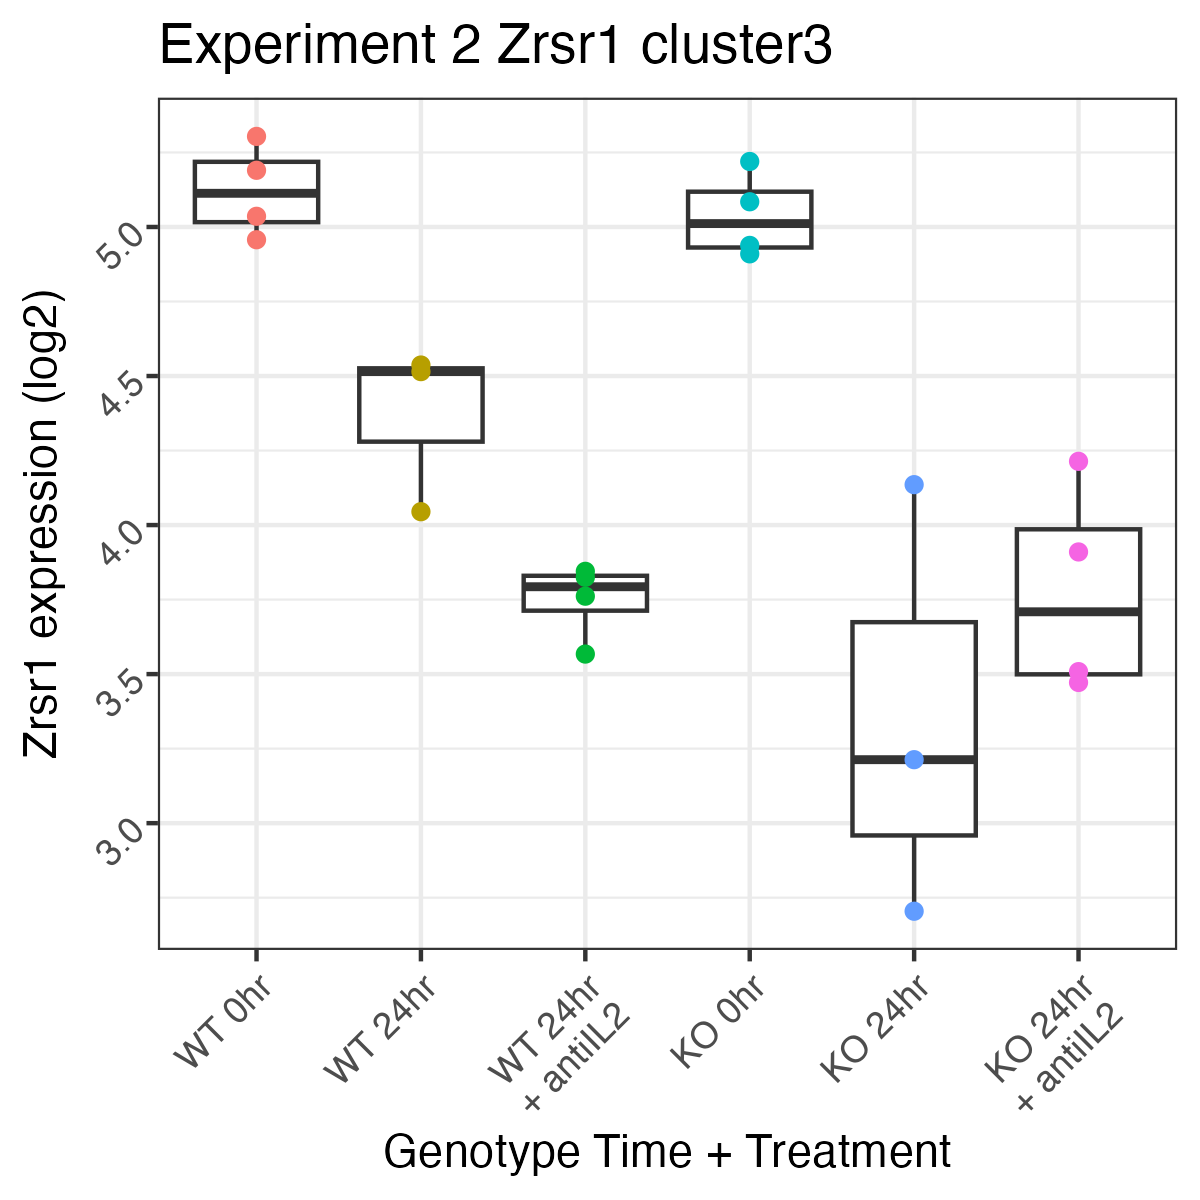 Experiment 2 Zrsr1 cluster3
Zrsr1 expression (log2)
5.0
4.5
4.0
3.5
3.0
WT 0hr
WT 24hr
WT 24hr
+ antiIL2
KO 0hr
KO 24hr
KO 24hr
+ antiIL2
Genotype Time + Treatment